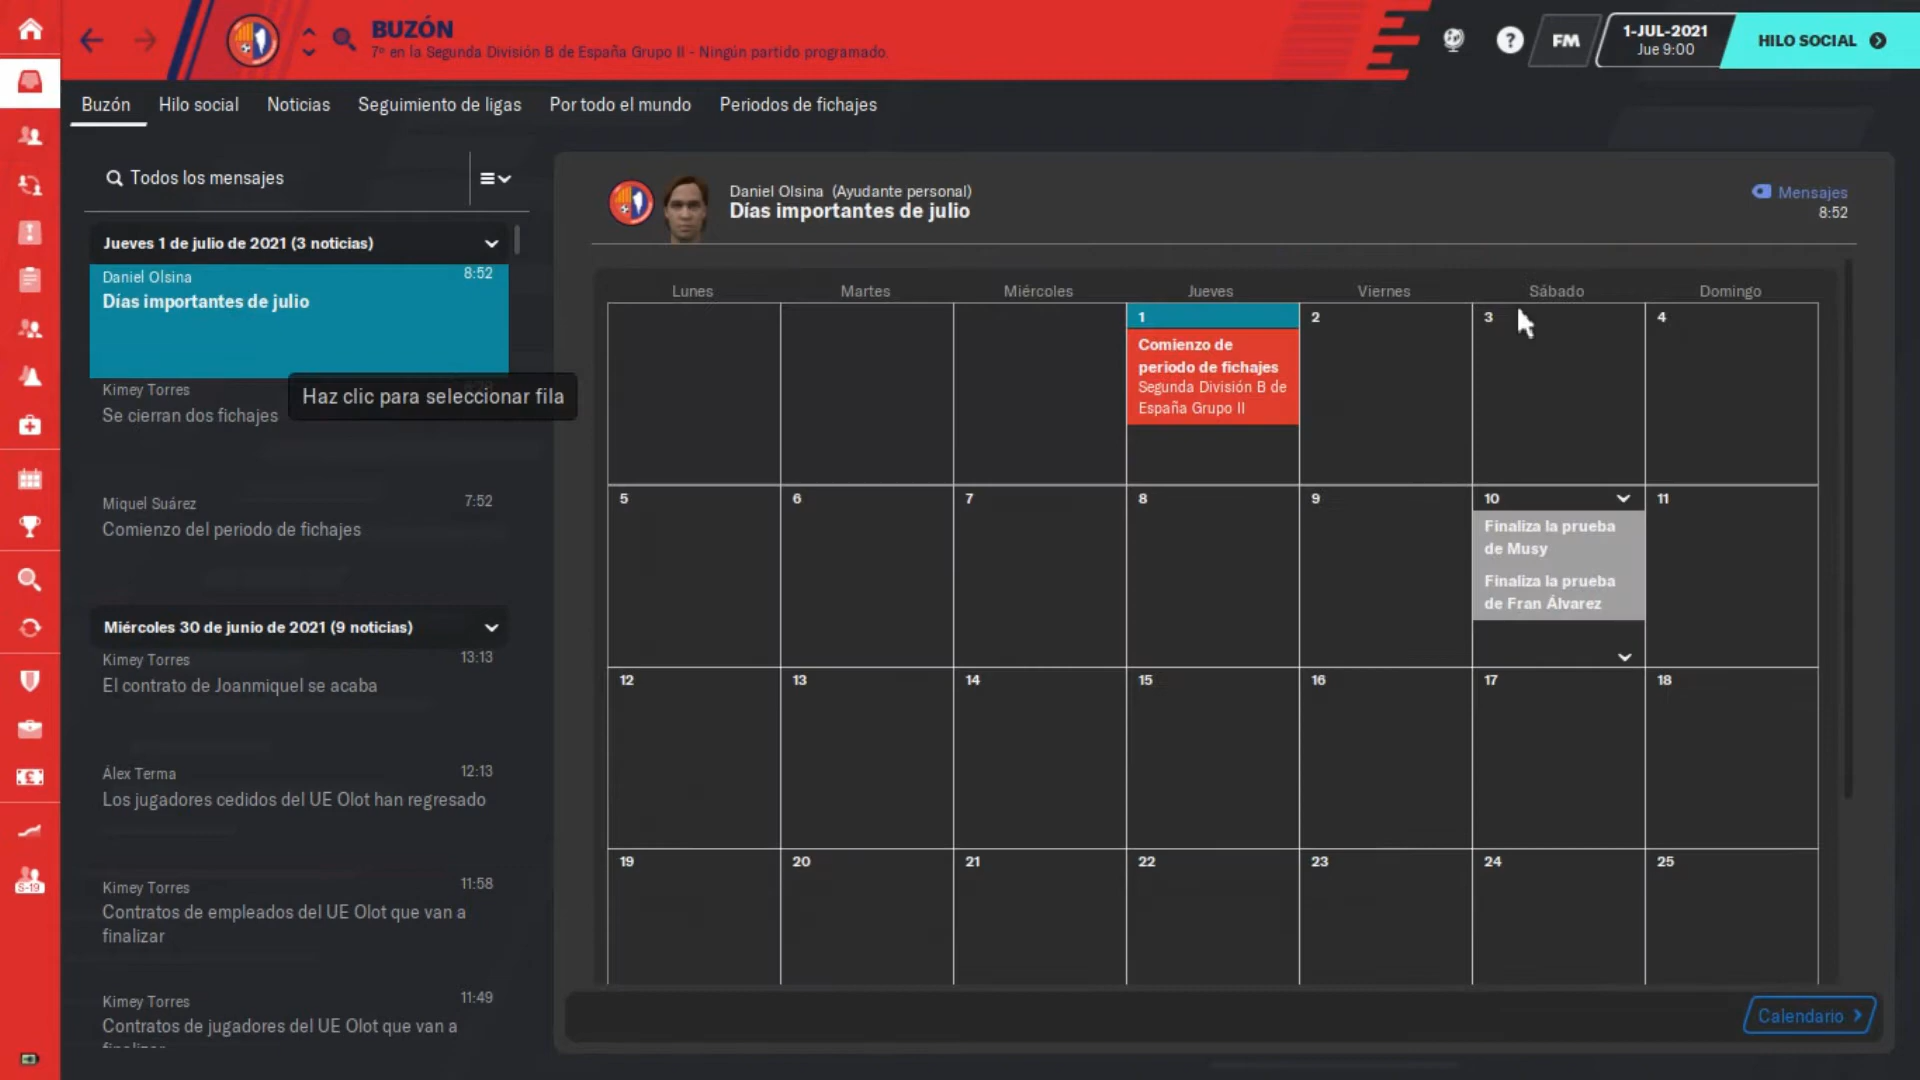 BUZÓN
7º en la Segunda División B de España Grupo II - Ningún partido programado.
?
FM
1-JUL-2021
Jue 9:00
HILO SOCIAL
Buzón
Hilo social
Noticias
Seguimiento de ligas
Por todo el mundo
Periodos de fichajes
Todos los mensajes
Jueves 1 de julio de 2021 (3 noticias)
Daniel Olsina
8:52
Días importantes de julio
Kimey Torres
Se cierran dos fichajes
Haz clic para seleccionar fila
Miquel Suárez
7:52
Comienzo del periodo de fichajes
Miércoles 30 de junio de 2021 (9 noticias)
Kimey Torres
13:13
El contrato de Joanmiquel se acaba
Álex Terma
12:13
Los jugadores cedidos del UE Olot han regresado
Kimey Torres
11:58
Contratos de empleados del UE Olot que van a
finalizar
Kimey Torres
11:49
Contratos de jugadores del UE Olot que van a
finalizar
S-19
Daniel Olsina (Ayudante personal)
Días importantes de julio
Mensajes
8:52
Lunes
Martes
Miércoles
Jueves
Viernes
Sábado
Domingo
1
Comienzo de
periodo de fichajes
Segunda División B de
España Grupo II
2
3
4
5
6
7
8
9
10
Finaliza la prueba
de Musy
Finaliza la prueba
de Fran Álvarez
11
12
13
14
15
16
17
18
19
20
21
22
23
24
25
Calendario